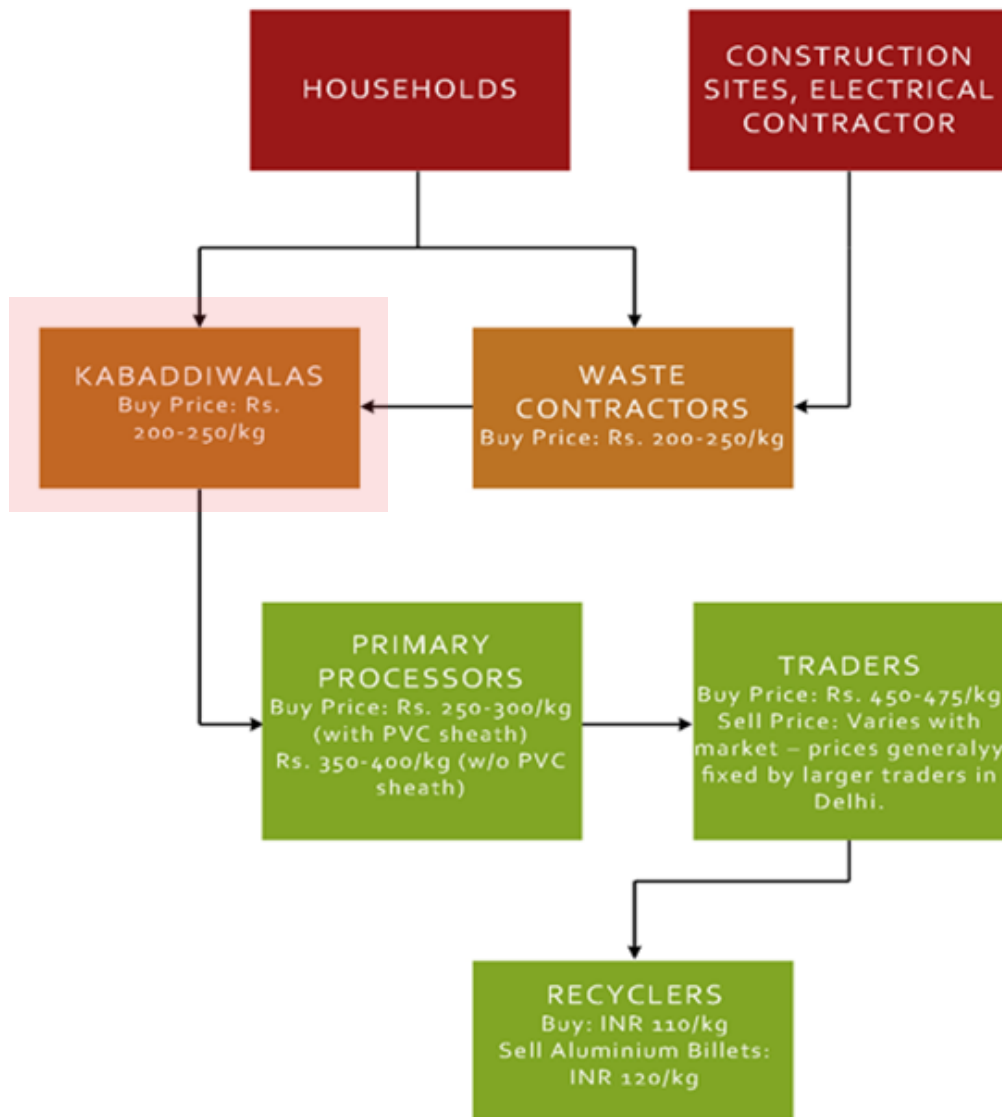 HOUSEHOLDS
CONSTRUCTION
SITES, ELECTRICAL
CONTRACTOR
KABADDIWALAS
Buy Price: Rs.
200-250/kg
WASTE
CONTRACTORS
Buy Price: Rs. 200-250/kg
PRIMARY
PROCESSORS
Buy Price: Rs. 250-300/kg
(with PVC sheath)
Rs. 350-400/kg (w/o PVC
sheath)
TRADERS
Buy Price: Rs. 450-475/kg
Sell Price: Varies with
market – prices generalyy
fixed by larger traders in
Delhi.
RECYCLERS
Buy: INR 110/kg
Sell Aluminium Billets:
INR 120/kg